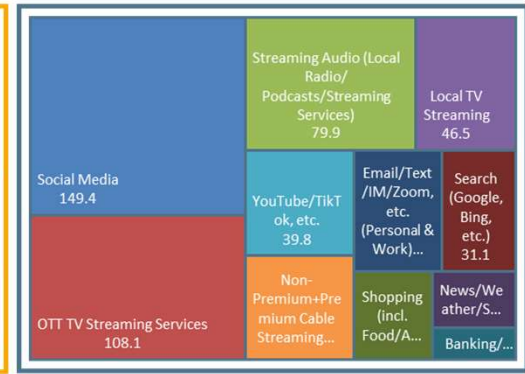 Social Media
149.4
OTT TV Streaming Services
108.1
Streaming Audio (Local
Radio/
Podcasts/Streaming
Services)
79.9
Local TV
Streaming
46.5
YouTube/TikT
ok, etc.
39.8
Email/Text
/IM/Zoom,
etc.
(Personal &
Work)...
Search
(Google,
Bing,
etc.)
31.1
Non-
Premium+Pre
mium Cable
Streaming...
Shopping
(incl.
Food/A...
News/We
ather/S...
Banking/...